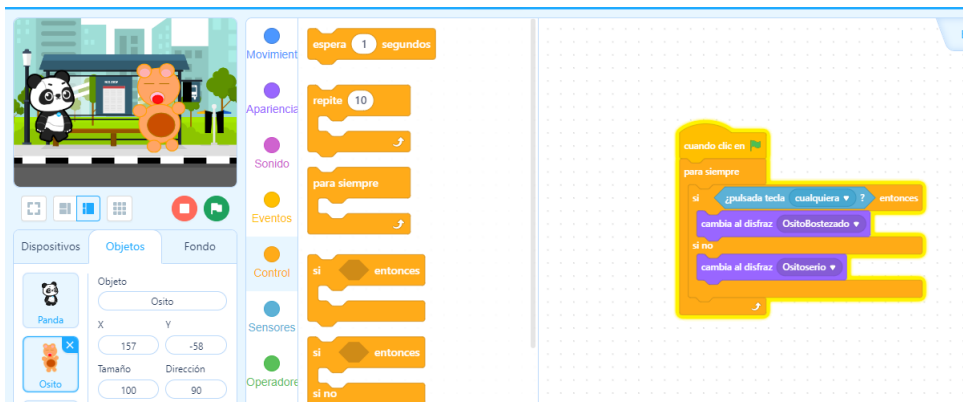 Dispositivos
Objetos
Fondo
Panda
Osito
Objeto
Osito
X
Y
157
-58
Tamaño
Dirección
100
90
Movimient
Apariencia
Sonido
Eventos
Control
Sensores
Operadore
espera 1 segundos
repite 10
para siempre
si entonces
si entonces
si no
cuando clic en
para siempre
si ¿pulsada tecla cualquiera ▾ ? entonces
cambia al disfraz OsitoBostezado ▾
si no
cambia al disfraz Ositoserio ▾